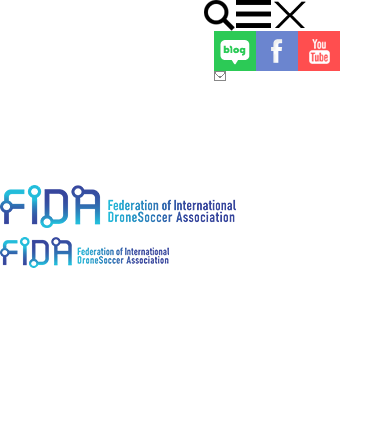 blog
f
You
Tube
FIDA
Federation of International
DroneSoccer Association
FIDA
Federation of International
DroneSoccer Association